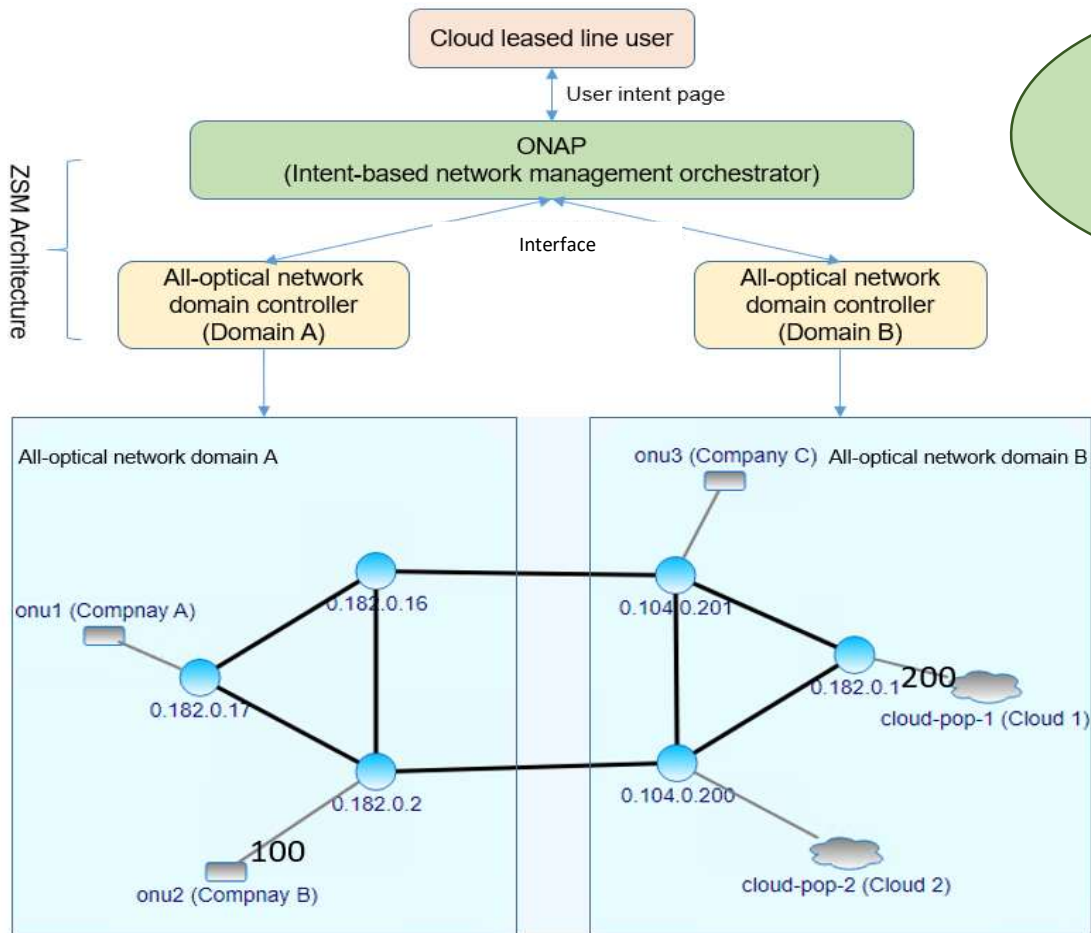 Cloud leased line user
User intent page
ONAP
(Intent-based network management orchestrator)
ZSM Architecture
Interface
All-optical network
domain controller
(Domain A)
All-optical network
domain controller
(Domain B)
All-optical network domain A
onu3 (Company C)
All-optical network domain B
0.182.0.16
0.104.0.201
onu1 (Compnay A)
0.182.0.17
0.182.0.1
200
cloud-pop-1 (Cloud 1)
0.182.0.2
0.104.0.200
100
onu2 (Compnay B)
cloud-pop-2 (Cloud 2)